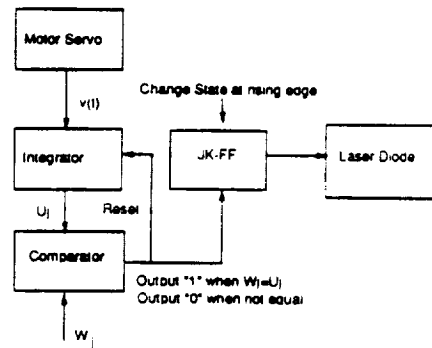 Motor Servo
v(t)
Change State at rising edge
Integrator
JK-FF
Laser Diode
Uj
Reset
Comparator
Output "1" when Wj=Uj
Output "0" when not equal
Wj